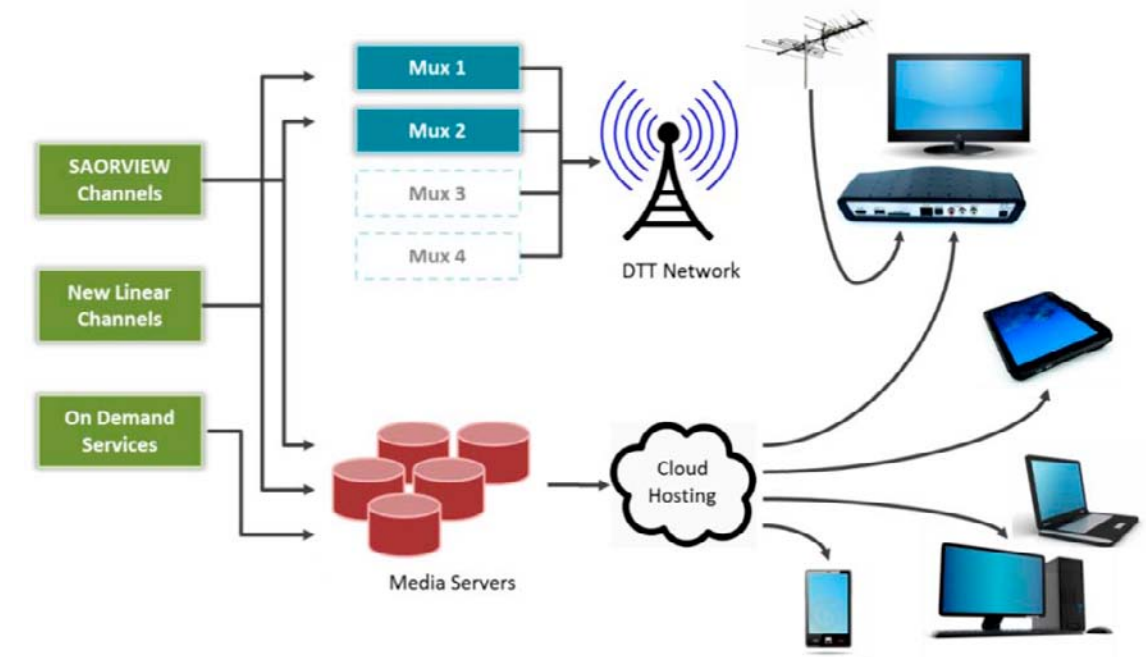 SAORVIEW
Channels
New Linear
Channels
On Demand
Services
Mux 1
Mux 2
Mux 3
Mux 4
DTT Network
Media Servers
Cloud
Hosting